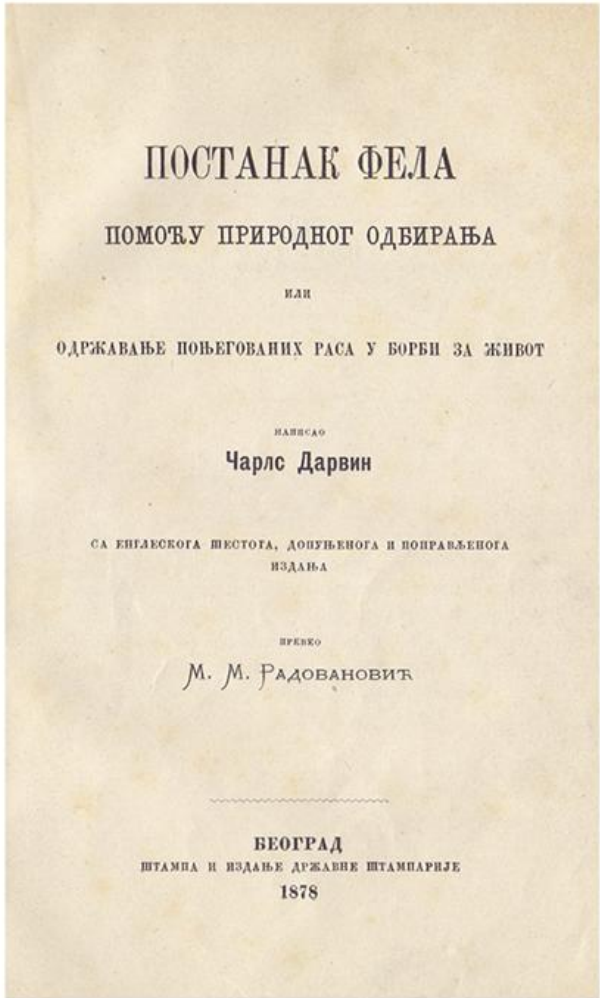 ПОСТАНАК ФЕЛА
ПОМОЋУ ПРИРОДНОГ ОДБИРАЊА
ИЛИ
ОДРЖАВАЊЕ ПОЊЕГОВАНИХ РАСА У БОРБИ ЗА ЖИВОТ
НАПИСАО
Чарлс Дарвин
СА ЕНГЛЕСКОГА ШЕСТОГА, ДОПУЊЕНОГА И ПОПРАВЉЕНОГА
ИЗДАЊА
ПРЕВЕО
М. М. РАДОВАНОВИЋ
БЕОГРАД
ШТАМПА И ИЗДАЊЕ ДРЖАВНЕ ШТАМПАРИЈЕ
1878